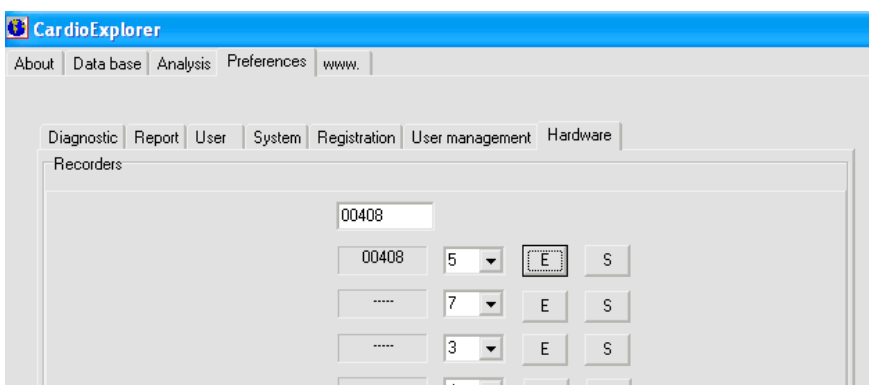 CardioExplorer
About Data base Analysis Preferences www.
Diagnostic Report User System Registration User management Hardware
Recorders
00408
00408 5 E S
----- 7 E S
----- 3 E S